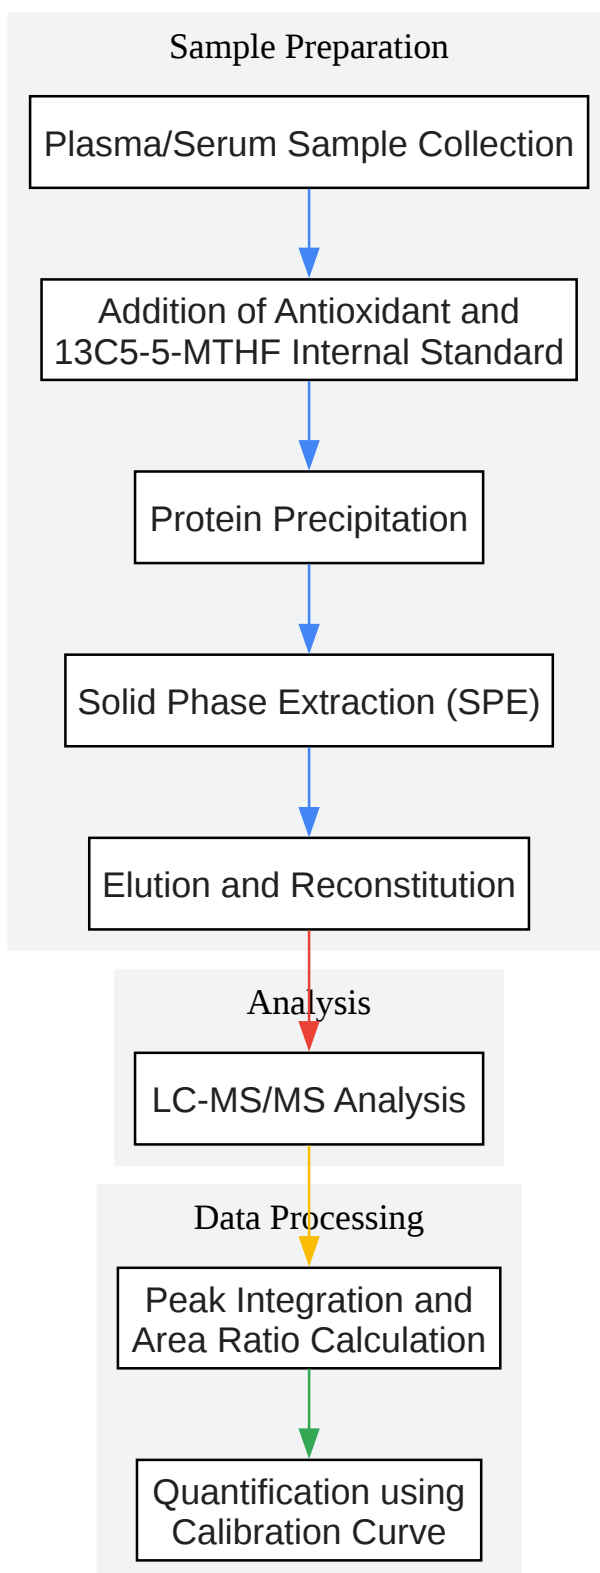 Sample Preparation
Plasma/Serum Sample Collection
Addition of Antioxidant and
13C5-5-MTHF Internal Standard
Protein Precipitation
Solid Phase Extraction (SPE)
Elution and Reconstitution
Analysis
LC-MS/MS Analysis
Data Processing
Peak Integration and
Area Ratio Calculation
Quantification using
Calibration Curve